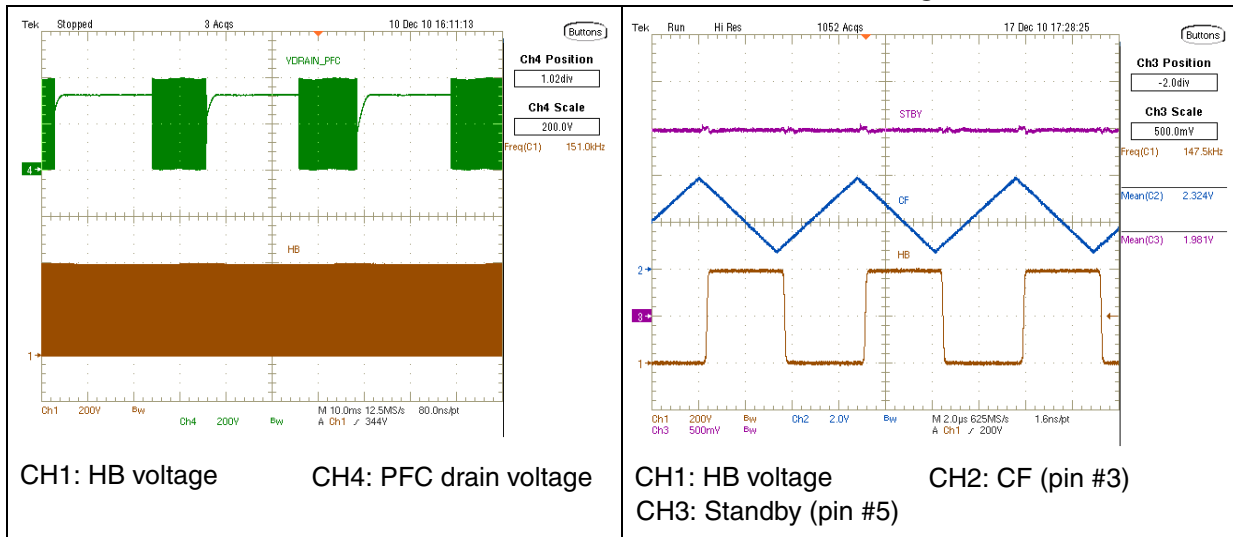 Tek Stopped 3 Acqs 10 Dec 10 16:11:13
Buttons
YDRAIN_PFC
Ch4 Position
1.02div
Ch4 Scale
200.0V
Freq(C1) 151.0kHz
4
HB
1
Ch1 200V Bw M 10.0ms 12.5MS/s 80.0ns/pt
Ch4 200V Bw A Ch1 / 344V
CH1: HB voltage CH4: PFC drain voltage
Tek Run Hi Res 1052 Acqs 17 Dec 10 17:28:25
Buttons
Ch3 Position
-2.0div
Ch3 Scale
500.0mV
STBY
Freq(C1) 147.5kHz
Mean(C2) 2.324V
CF
Mean(C3) 1.981V
HB
2
3
1
Ch1 200V Bw Ch2 2.0V Bw M 2.0µs 625MS/s 1.6ns/pt
Ch3 500mV Bw A Ch1 / 200V
CH1: HB voltage CH2: CF (pin #3)
CH3: Standby (pin #5)